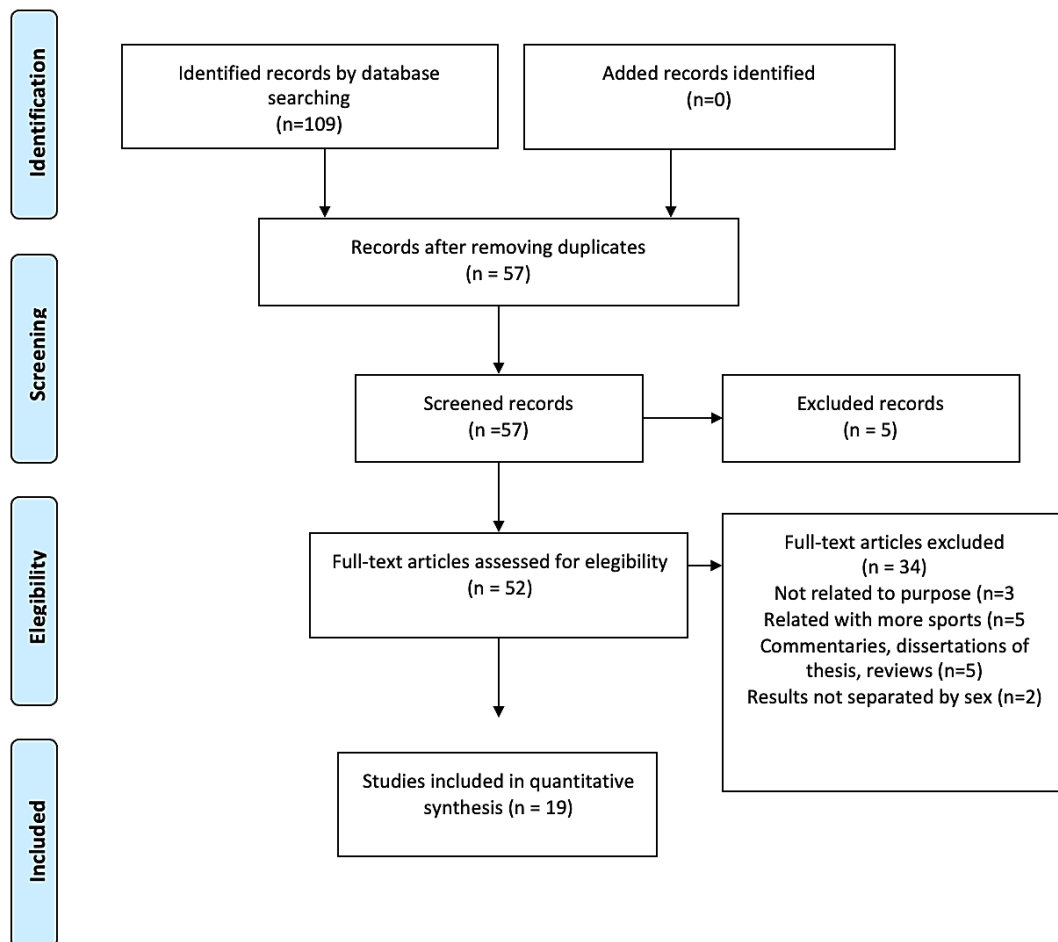 Identification
Identified records by database
searching
(n=109)
Added records identified
(n=0)
Records after removing duplicates
(n = 57)
Screening
Screened records
(n =57)
Excluded records
(n = 5)
Elegibility
Full-text articles assessed for elegibility
(n = 52)
Full-text articles excluded
(n = 34)
Not related to purpose (n=3
Related with more sports (n=5
Commentaries, dissertations of
thesis, reviews (n=5)
Results not separated by sex (n=2)
Included
Studies included in quantitative
synthesis (n = 19)